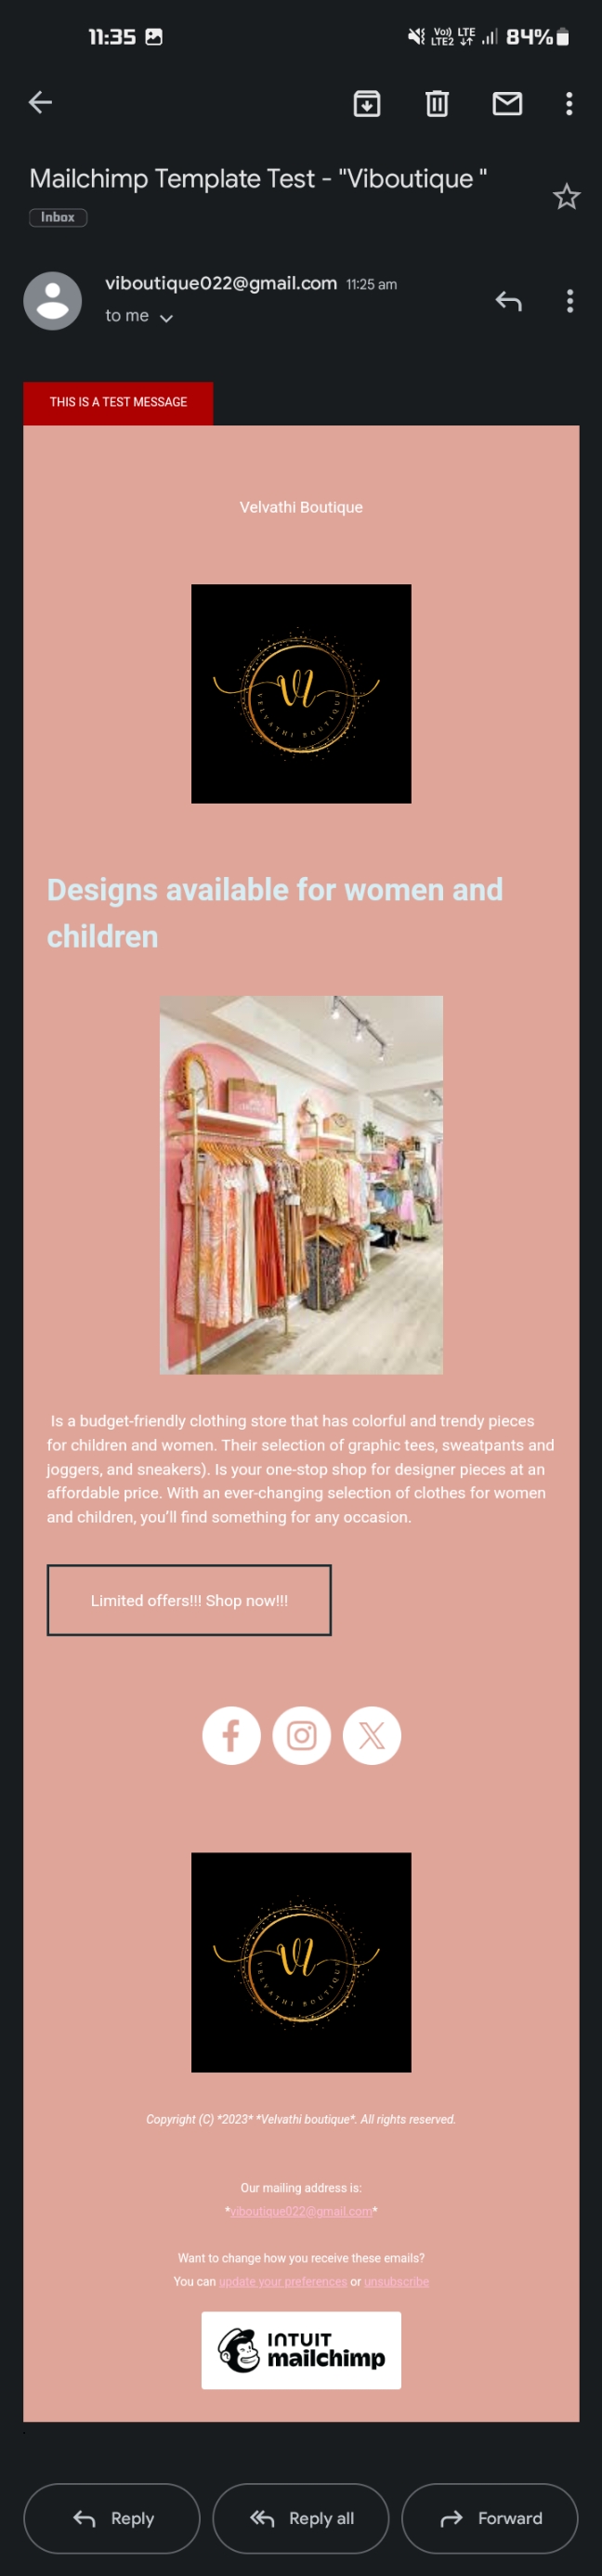 11:35
Vo)) LTE
LTE2
84%
Mailchimp Template Test - "Viboutique "
Inbox
viboutique022@gmail.com 11:25 am
to me
THIS IS A TEST MESSAGE
Velvathi Boutique
VELVATHI BOUTIQUE
Designs available for women and
children
Is a budget-friendly clothing store that has colorful and trendy pieces
for children and women. Their selection of graphic tees, sweatpants and
joggers, and sneakers). Is your one-stop shop for designer pieces at an
affordable price. With an ever-changing selection of clothes for women
and children, you'll find something for any occasion.
Limited offers!!! Shop now!!!
VELVATHI BOUTIQUE
Copyright (C) *2023* *Velvathi boutique*. All rights reserved.
Our mailing address is:
*viboutique022@gmail.com*
Want to change how you receive these emails?
You can update your preferences or unsubscribe
INTUIT
mailchimp
Reply
Reply all
Forward